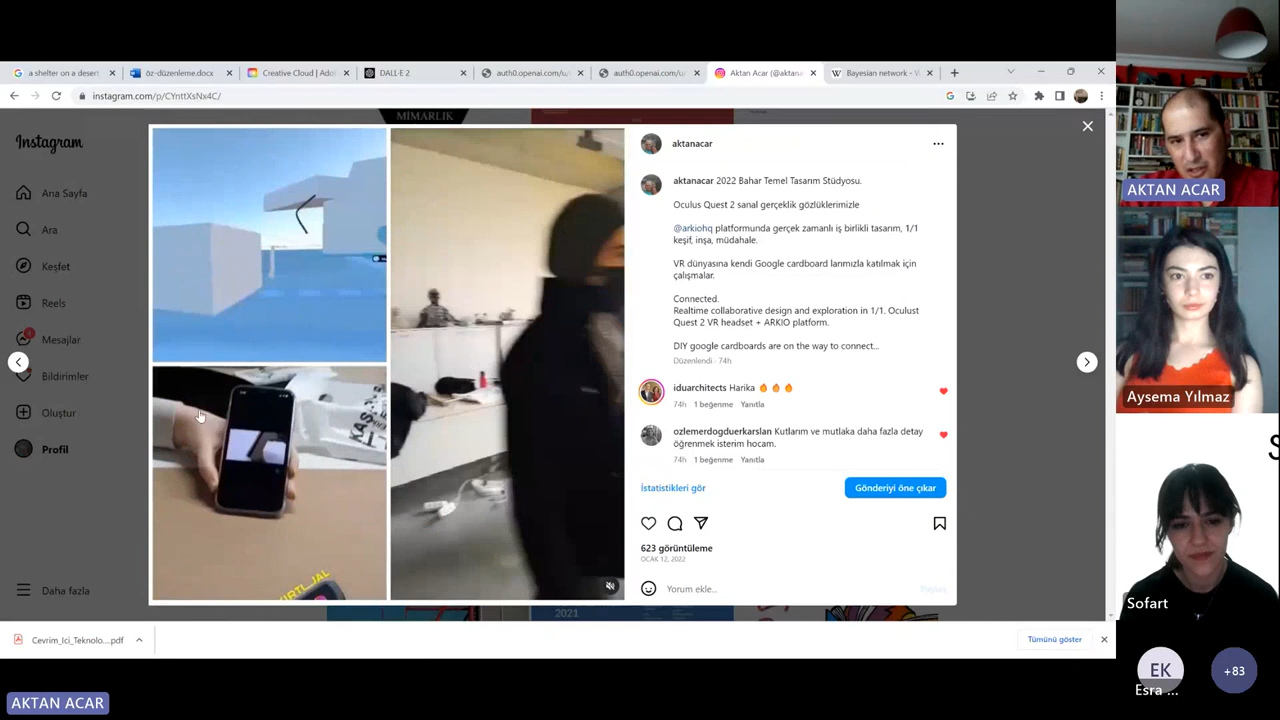 a shelter on a desert
öz-düzenleme.docx
Creative Cloud | Ado
DALL·E 2
auth0.openai.com/u/
auth0.openai.com/u/
Aktan Acar (@aktana
Bayesian network - W
instagram.com/p/CYnttXsNx4C/
Instagram
Ana Sayfa
Ara
Keşfet
Reels
Mesajlar
Bildirimler
Oluştur
Profil
Daha fazla
MİMARLIK
2021
aktanacar
aktanacar 2022 Bahar Temel Tasarım Stüdyosu.
Oculus Quest 2 sanal gerçeklik gözlüklerimizle
@arkiohq platformunda gerçek zamanlı iş birlikli tasarım, 1/1
keşif, inşa, müdahale.
VR dünyasına kendi Google cardboard larımızla katılmak için
çalışmalar.
Connected.
Realtime collaborative design and exploration in 1/1. Oculust
Quest 2 VR headset + ARKIO platform.
DIY google cardboards are on the way to connect...
Düzenlendi · 74h
iduarchitects Harika 🔥 🔥 🔥
74h 1 beğenme Yanıtla
ozlemerdogduerkarslan Kutlarım ve mutlaka daha fazla detay
öğrenmek isterim hocam.
74h 1 beğenme Yanıtla
İstatistikleri gör
Gönderiyi öne çıkar
623 görüntüleme
OCAK 12, 2022
Yorum ekle...
Paylaş
Cevrim_Ici_Teknolo....pdf
Tümünü göster
AKTAN ACAR
AKTAN ACAR
Aysema Yılmaz
Sofart
EK
Esra ...
+83